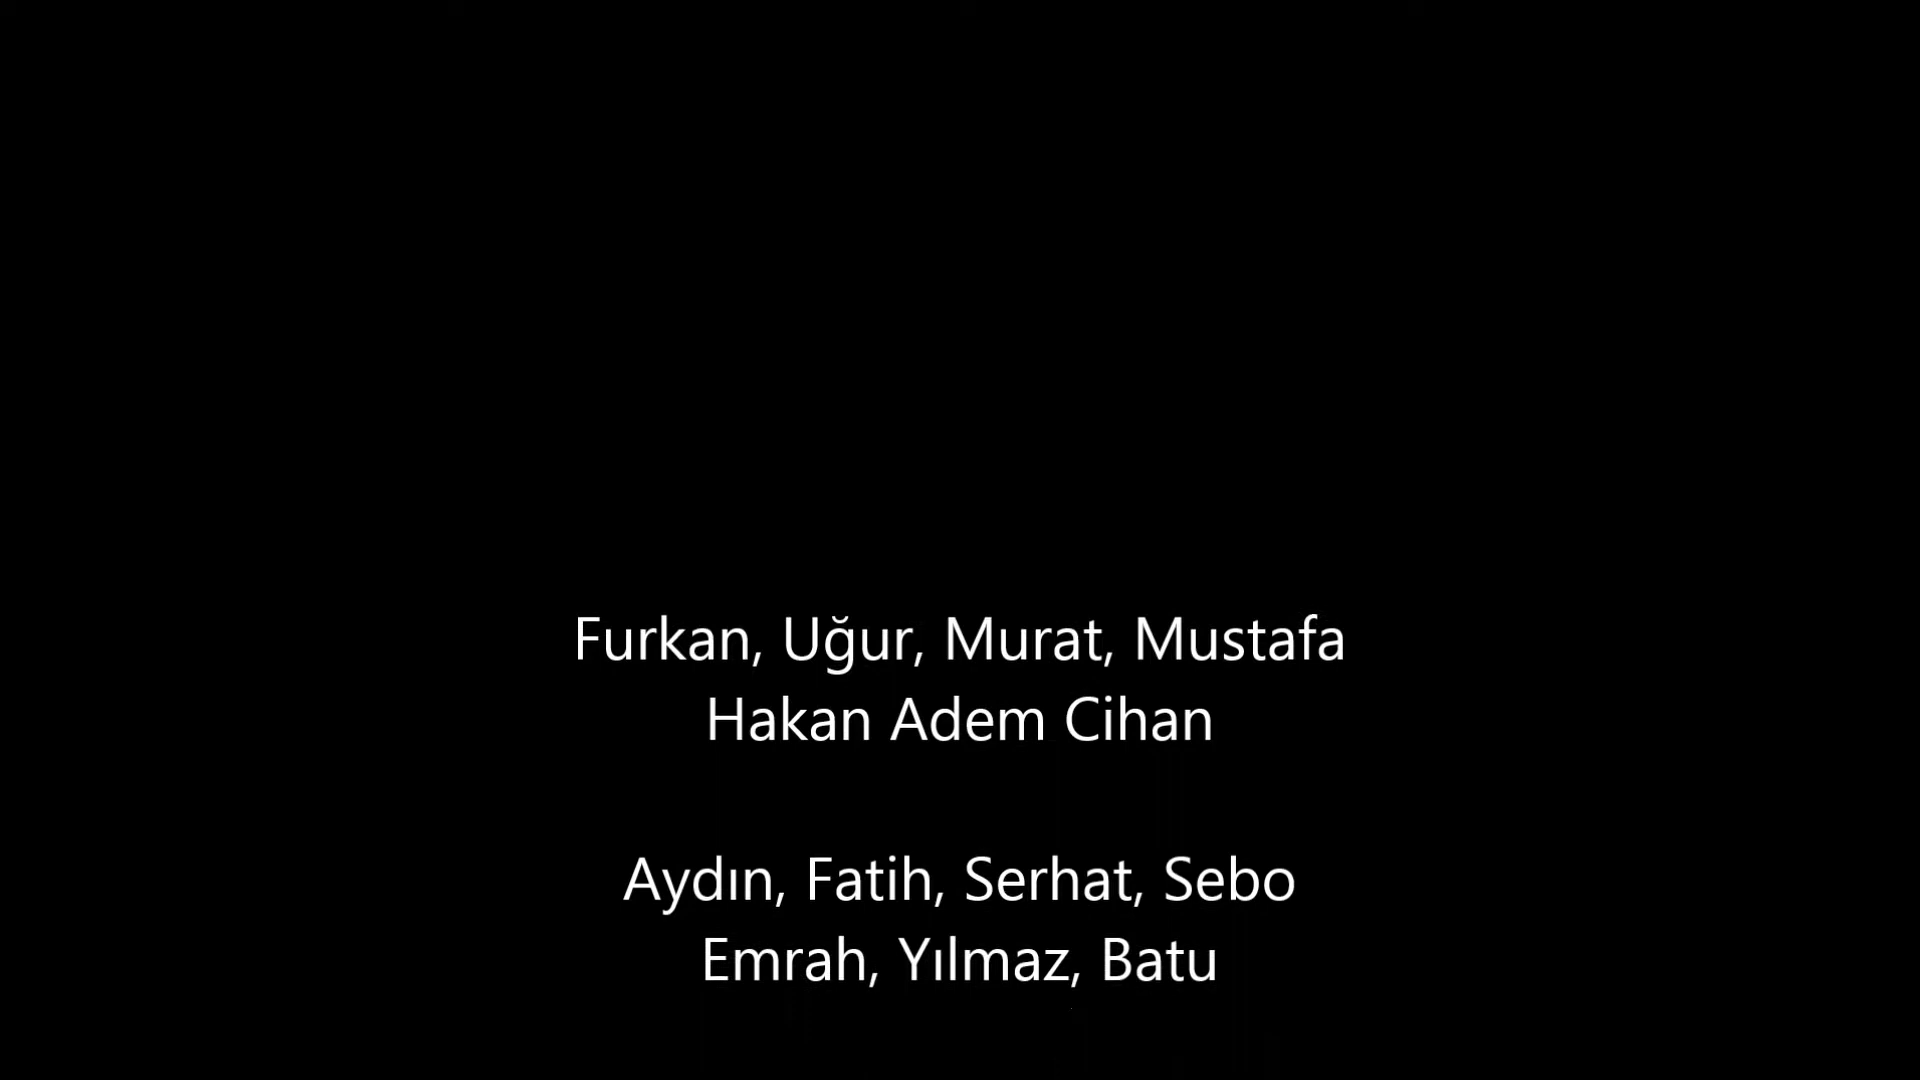 Furkan, Uğur, Murat, Mustafa
Hakan Adem Cihan
Aydın, Fatih, Serhat, Sebo
Emrah, Yılmaz, Batu